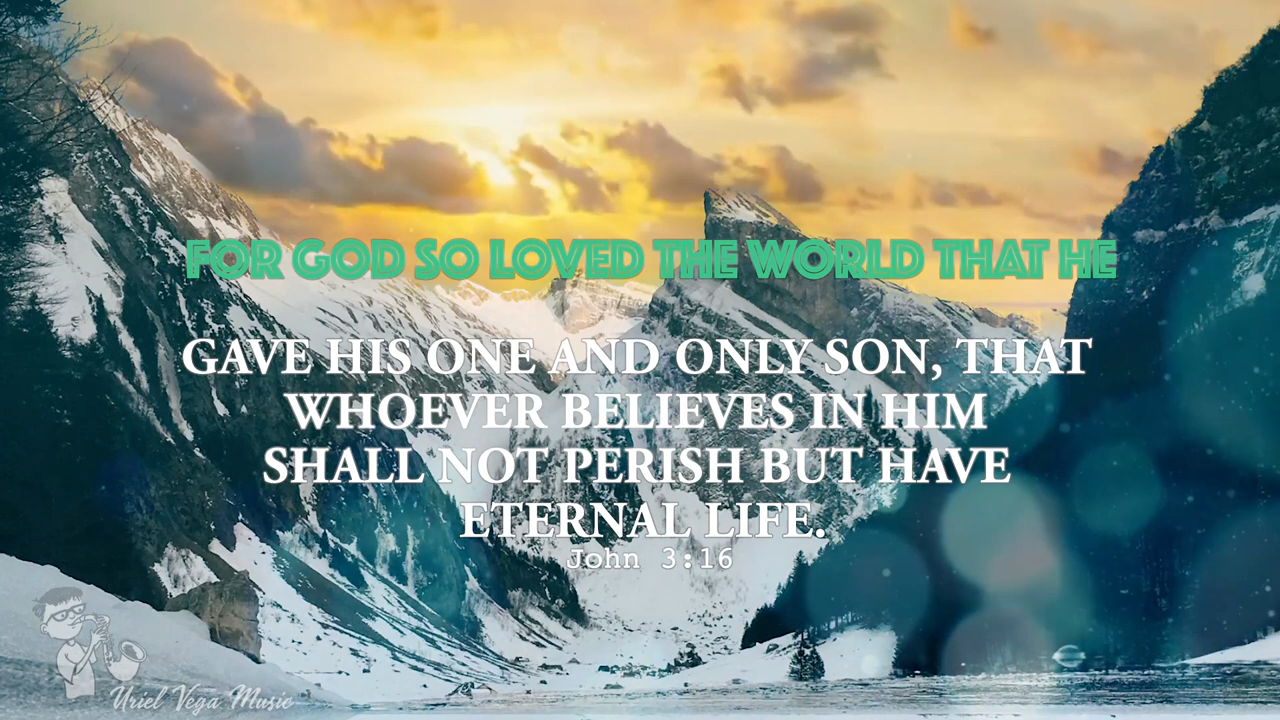 FOR GOD SO LOVED THE WORLD THAT HE
GAVE HIS ONE AND ONLY SON, THAT
WHOEVER BELIEVES IN HIM
SHALL NOT PERISH BUT HAVE
ETERNAL LIFE.
John 3:16
Uriel Vega Music